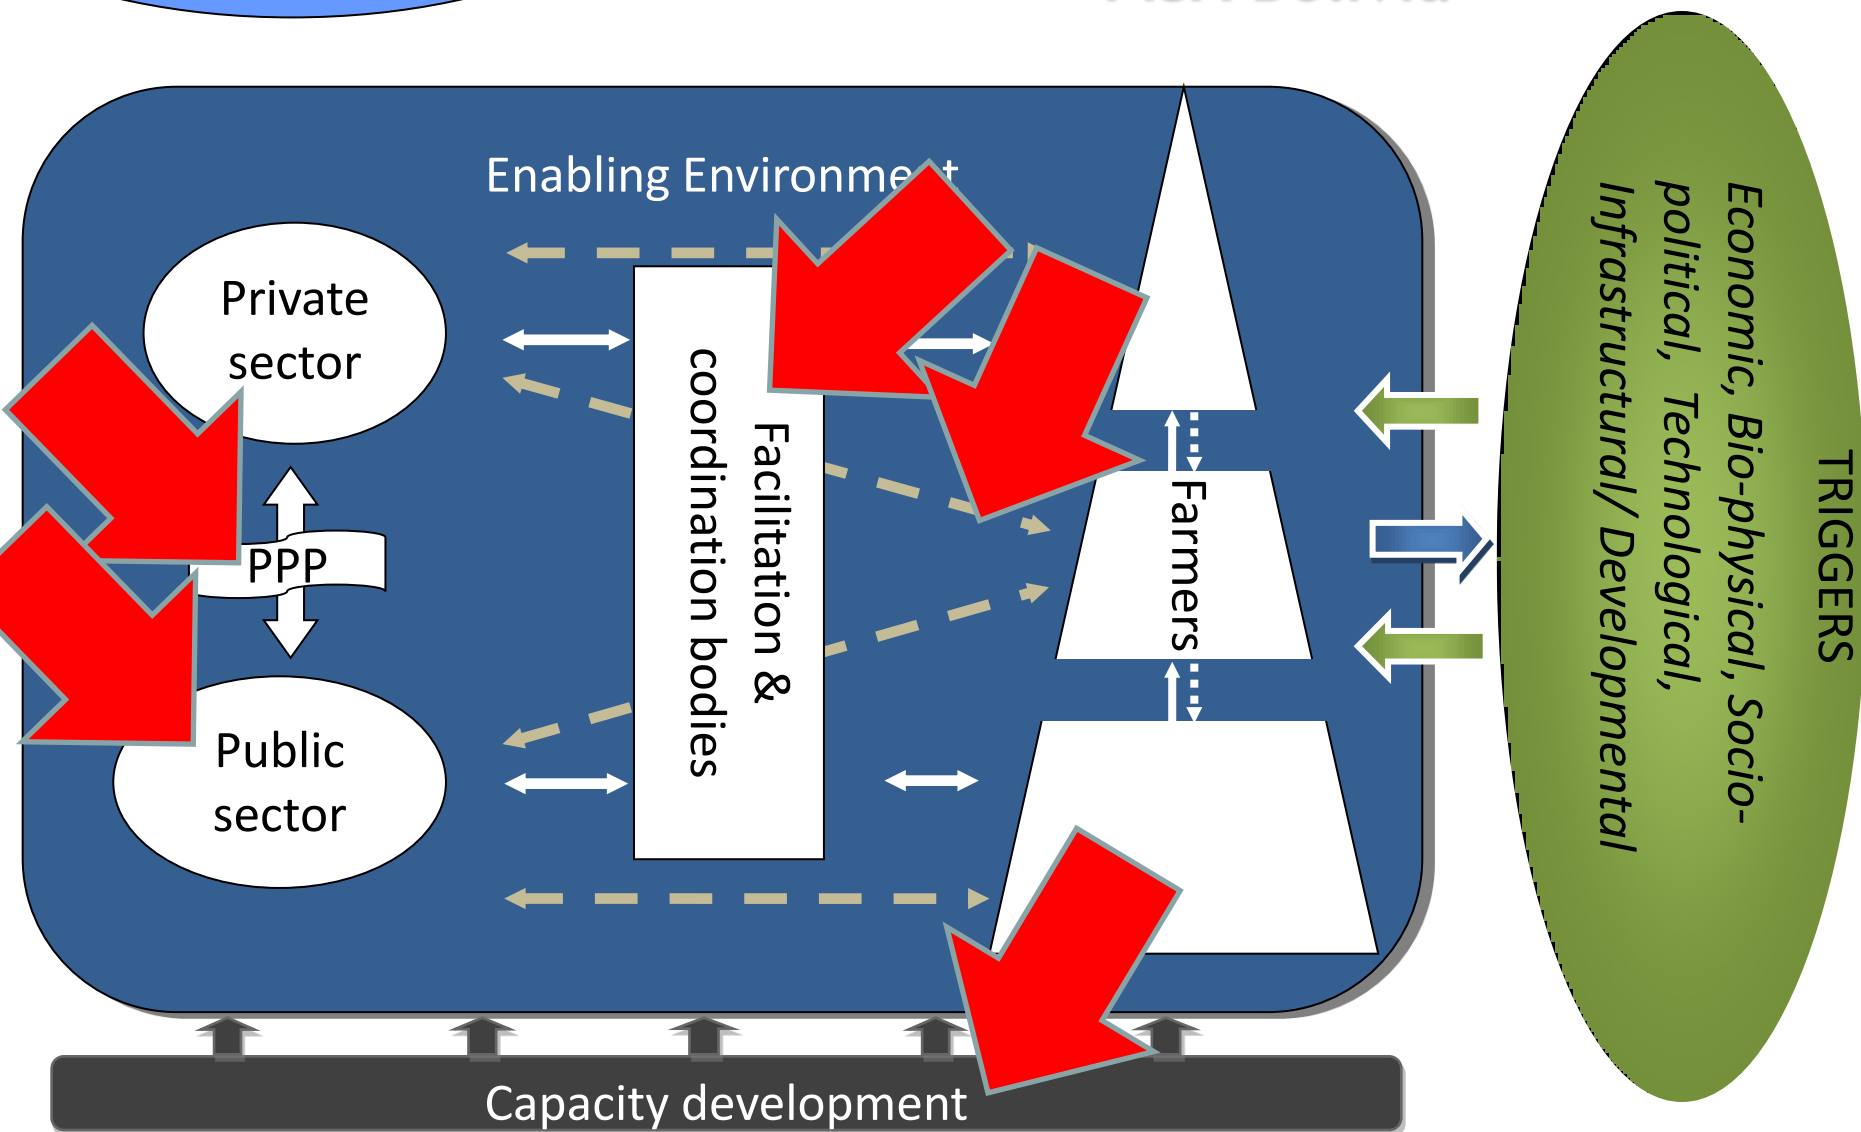 Enabling Environment
Private
sector
PPP
Public
sector
Facilitation &
coordination bodies
Farmers
TRIGGERS
Economic, Bio-physical, Socio-
political, Technological,
Infrastructural/ Developmental
Capacity development